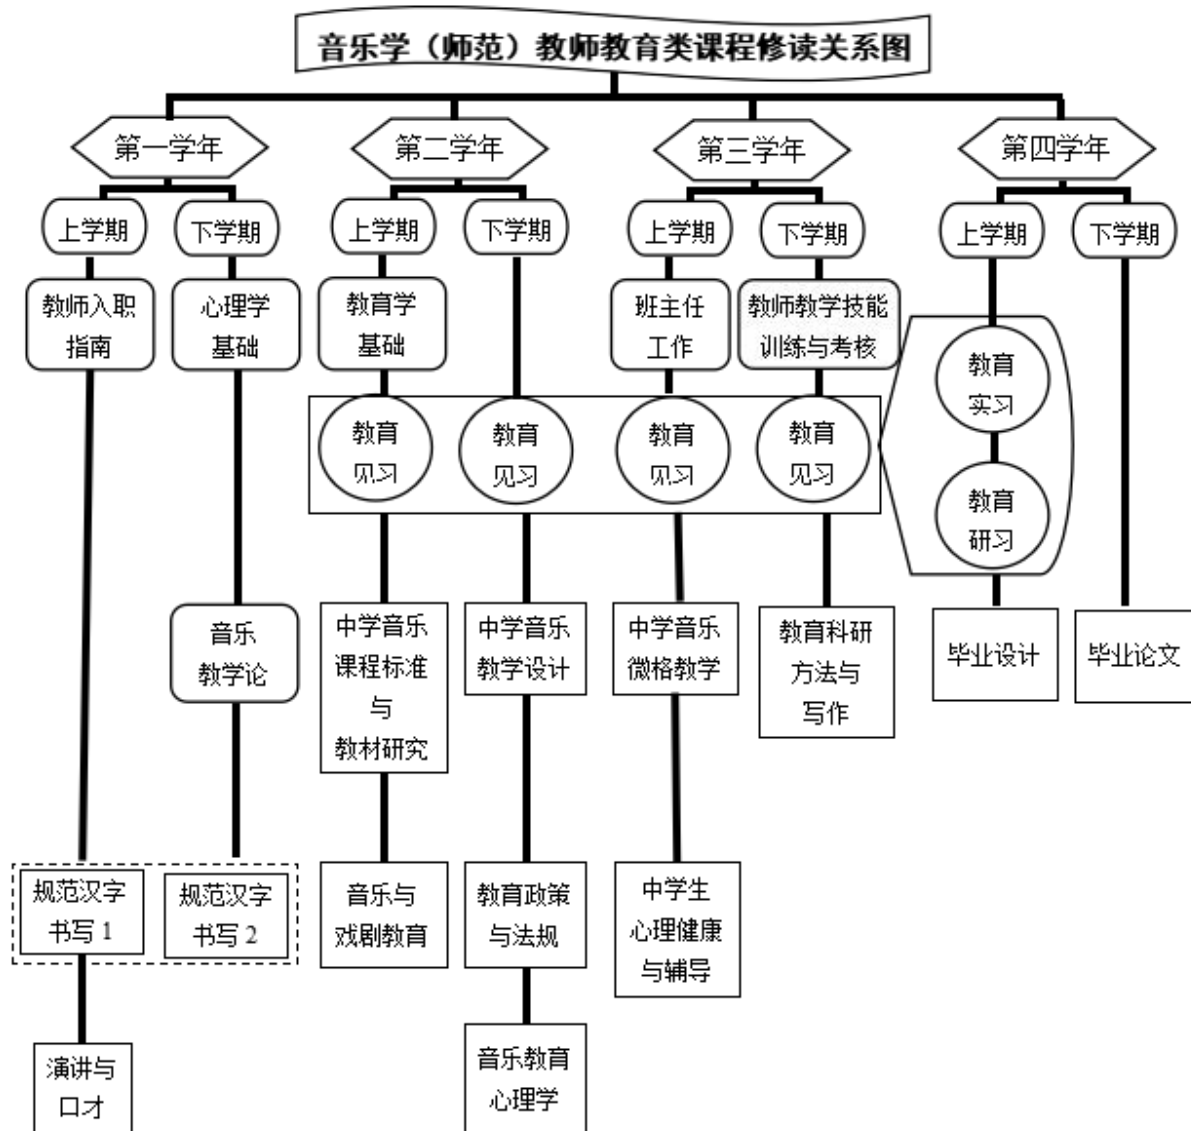 音乐学（师范）教师教育类课程修读关系图
第一学年
第二学年
第三学年
第四学年
上学期
下学期
上学期
下学期
上学期
下学期
上学期
下学期
教师入职
指南
心理学
基础
教育学
基础
班主任
工作
教师教学技能
训练与考核
教育
见习
教育
见习
教育
见习
教育
见习
教育
实习
教育
研习
音乐
教学论
中学音乐
课程标准
与
教材研究
中学音乐
教学设计
中学音乐
微格教学
教育科研
方法与
写作
毕业设计
毕业论文
规范汉字
书写 1
规范汉字
书写 2
音乐与
戏剧教育
教育政策
与法规
中学生
心理健康
与辅导
演讲与
口才
音乐教育
心理学